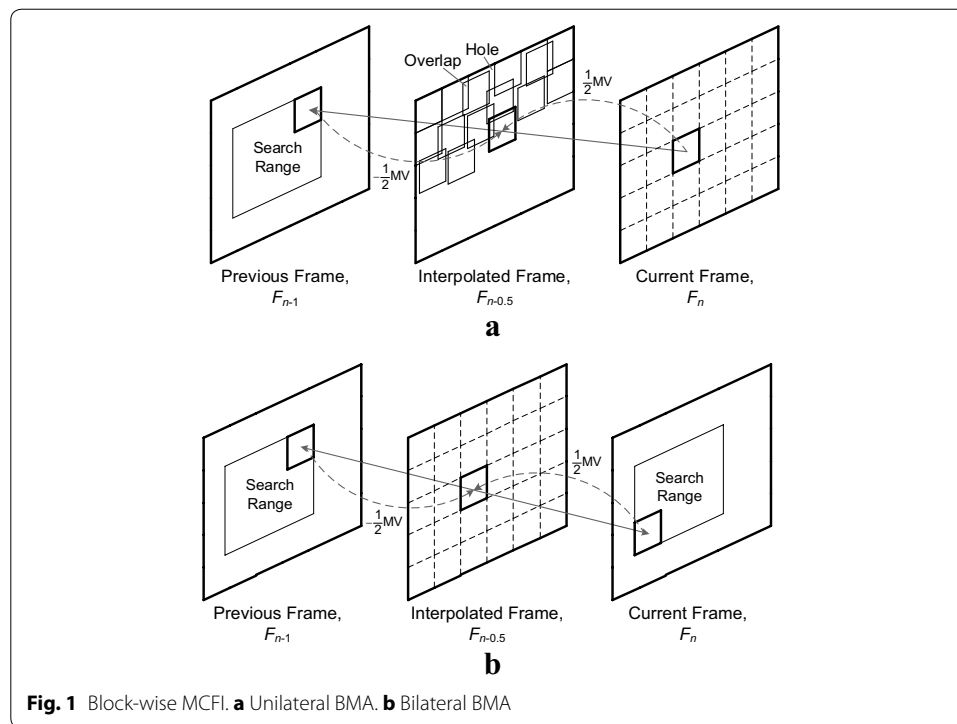 Overlap
Hole
½MV
Search
Range
-½MV
Previous Frame,
Fn-1
Interpolated Frame,
Fn-0.5
Current Frame,
Fn
a
Search
Range
-½MV
½MV
Search
Range
Previous Frame,
Fn-1
Interpolated Frame,
Fn-0.5
Current Frame,
Fn
b
Fig. 1 Block-wise MCFI. a Unilateral BMA. b Bilateral BMA